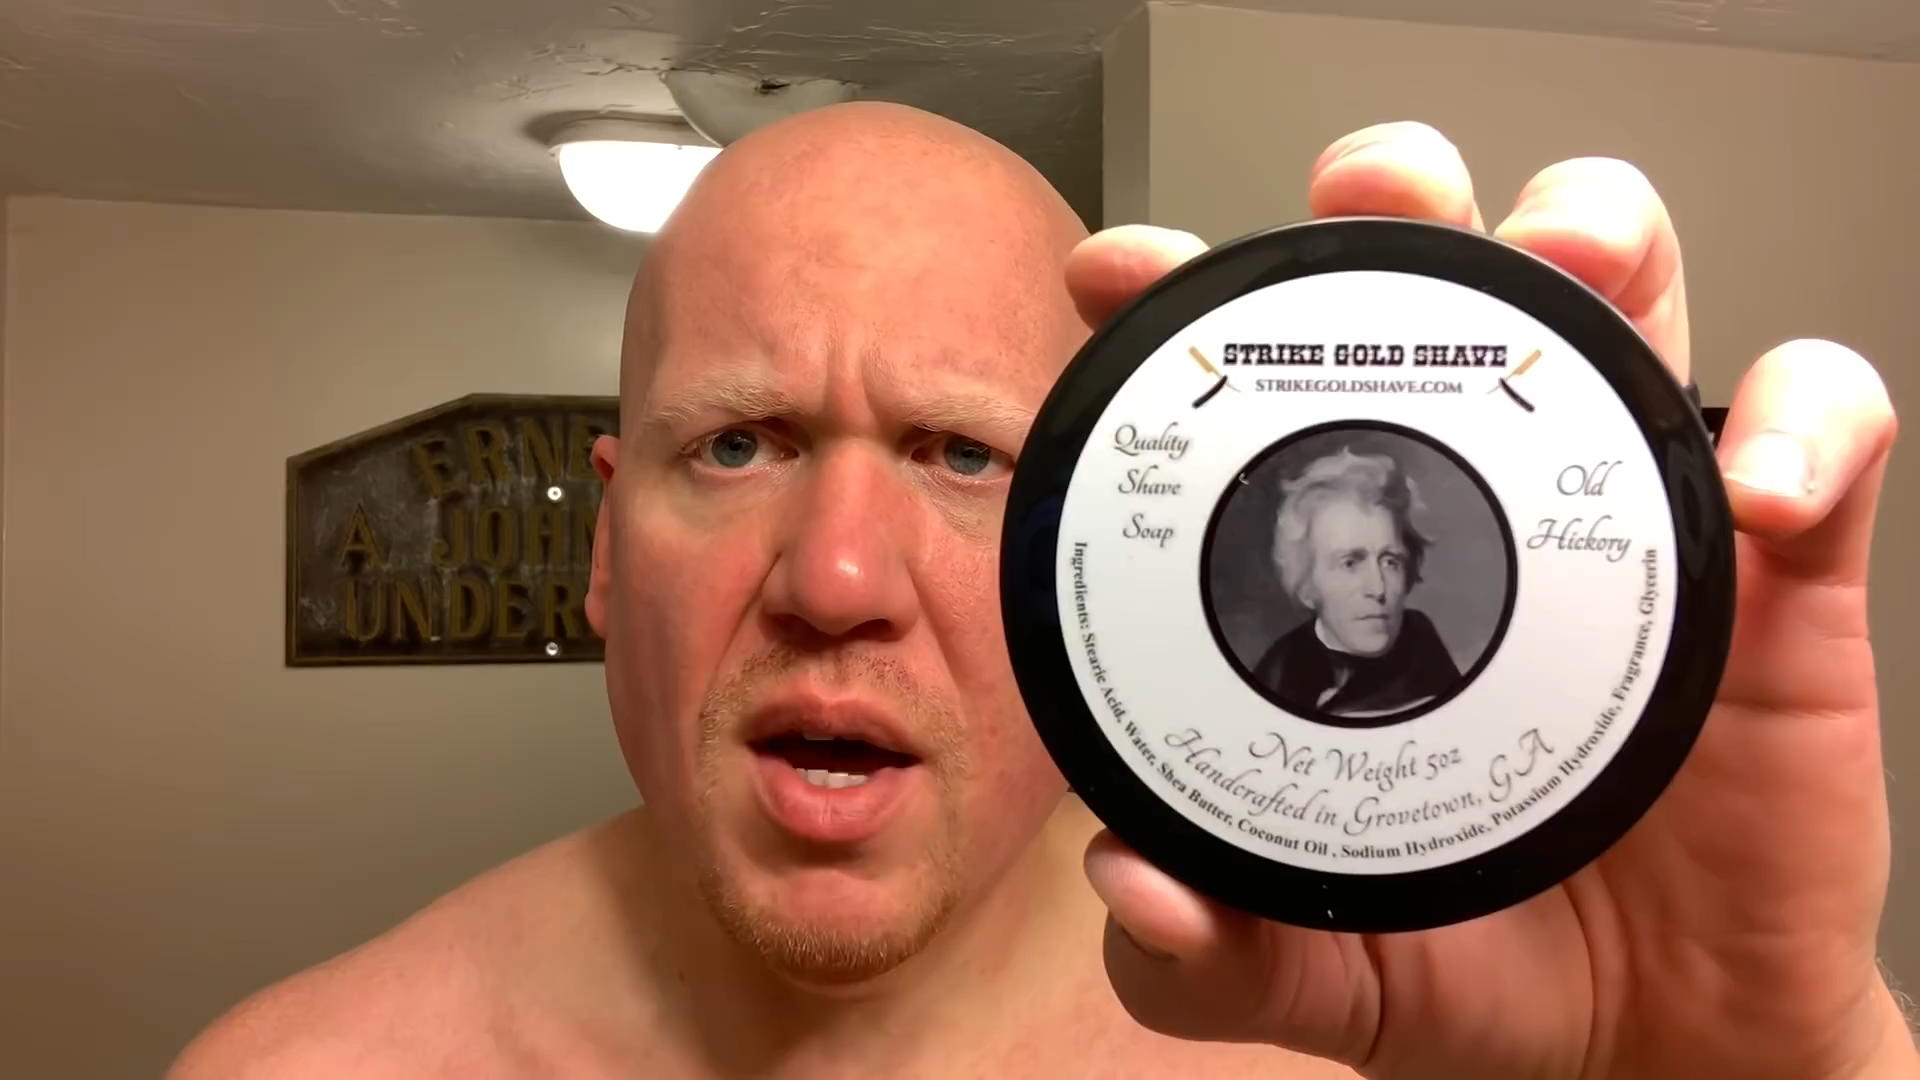 ERNE
A. JOHN
UNDER
STRIKE GOLD SHAVE
STRIKEGOLDSHAVE.COM
Quality
Shave
Soap
Old
Hickory
Net Weight 5oz
Handcrafted in Grovetown, GA
Ingredients: Stearic Acid, Water, Shea Butter, Coconut Oil , Sodium Hydroxide, Potassium Hydroxide, Fragrance, Glycerin